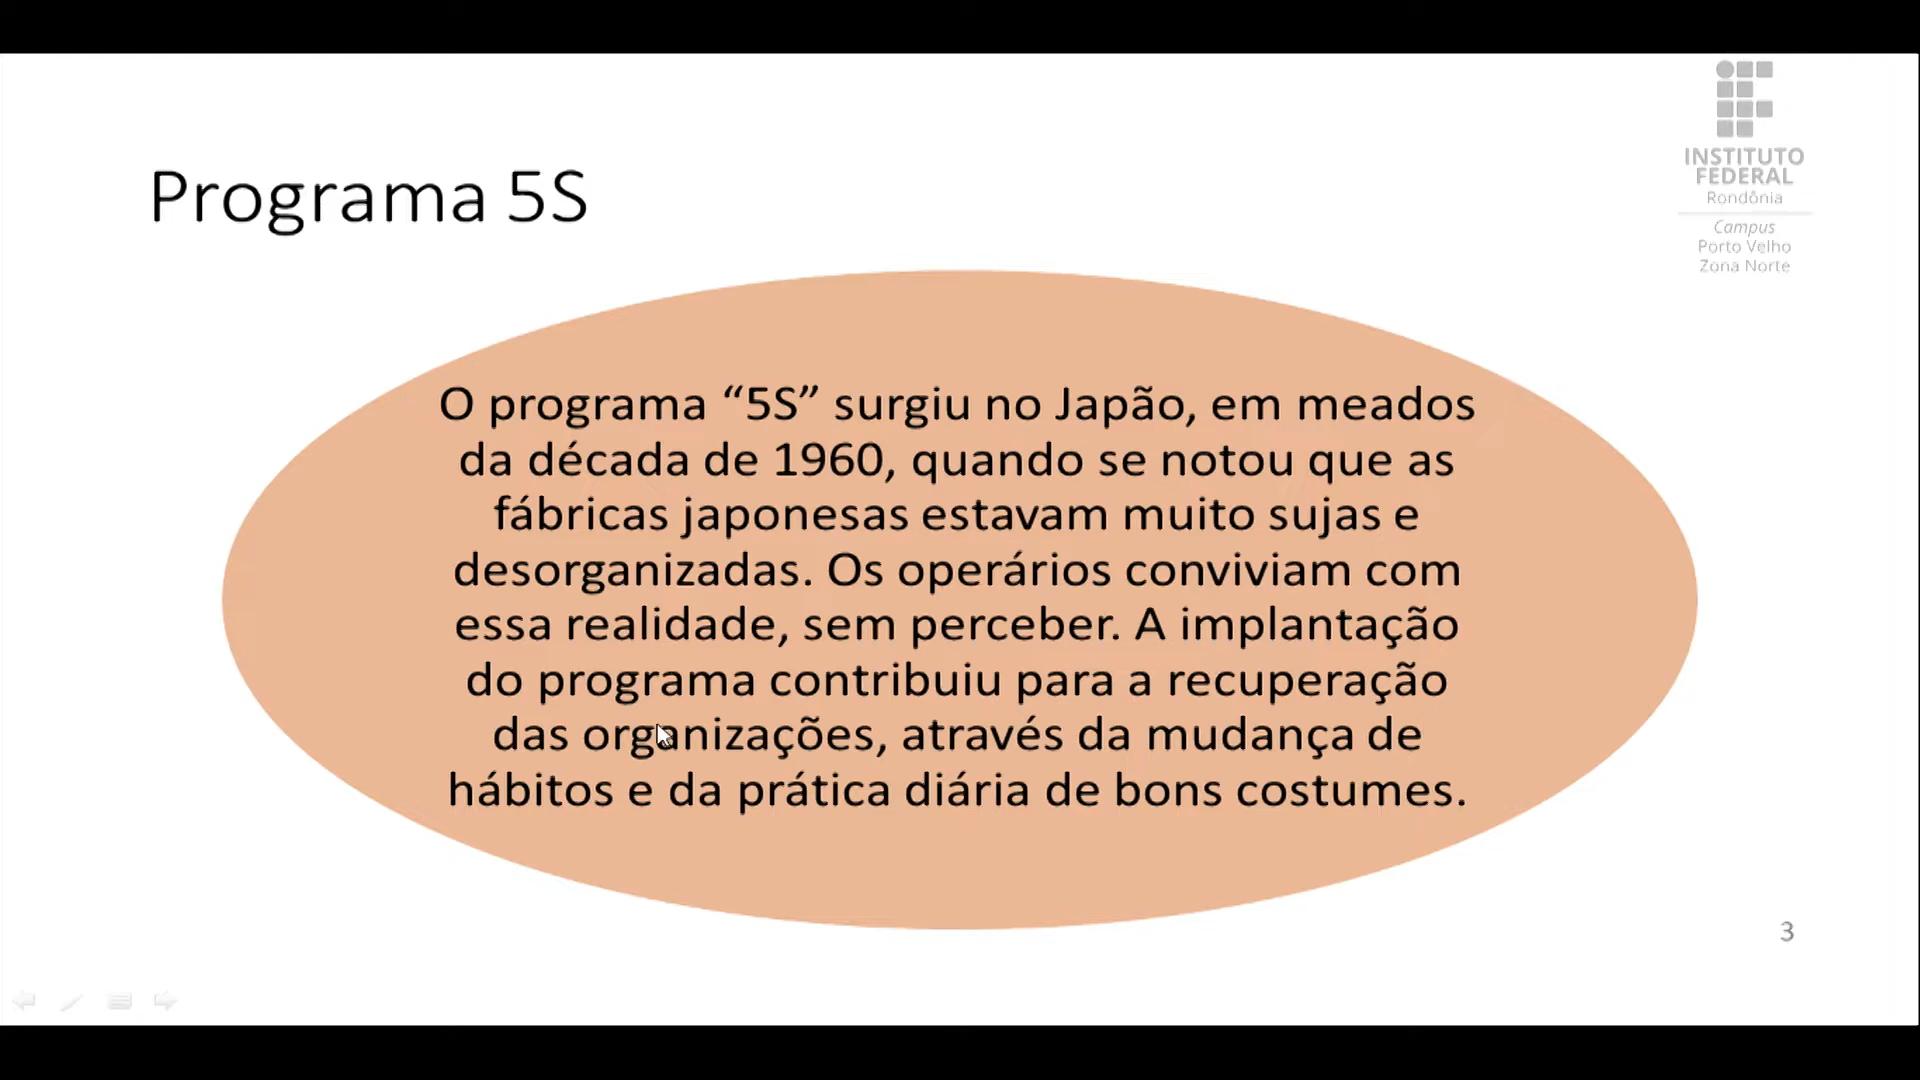 INSTITUTO
FEDERAL
Rondônia
Campus
Porto Velho
Zona Norte
Programa 5S
O programa “5S” surgiu no Japão, em meados
da década de 1960, quando se notou que as
fábricas japonesas estavam muito sujas e
desorganizadas. Os operários conviviam com
essa realidade, sem perceber. A implantação
do programa contribuiu para a recuperação
das organizações, através da mudança de
hábitos e da prática diária de bons costumes.
3